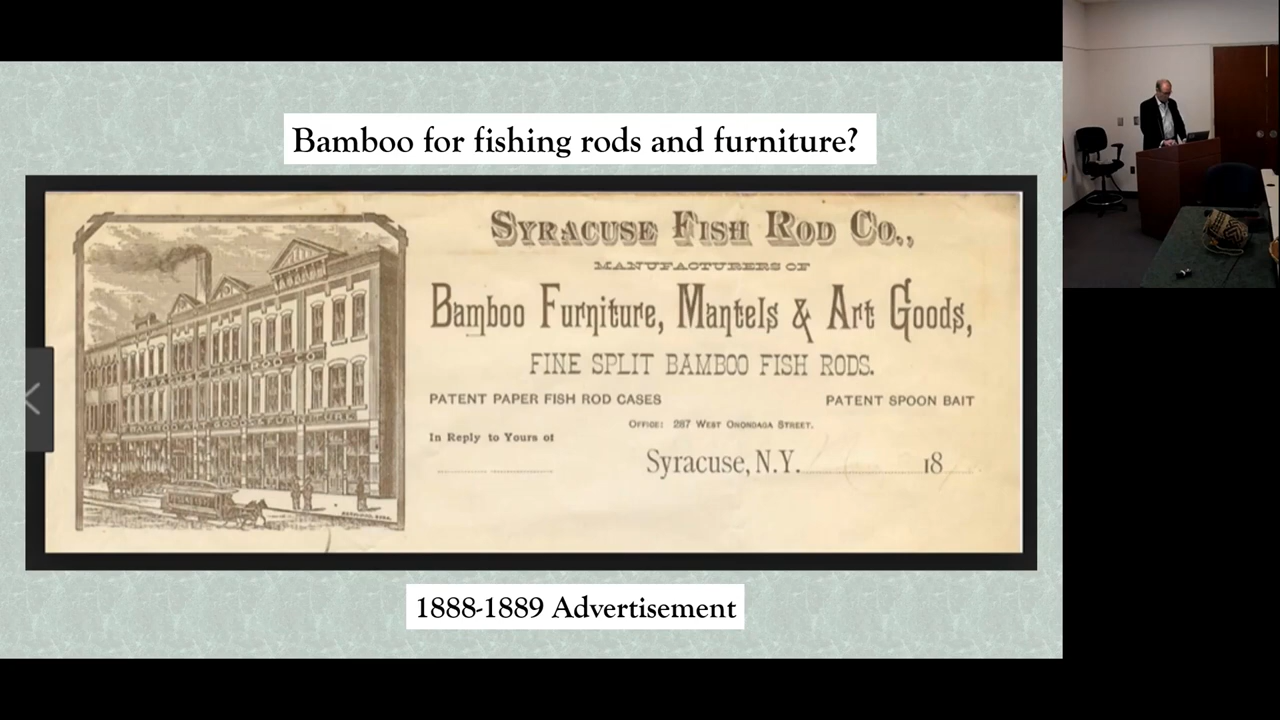 Bamboo for fishing rods and furniture?
SYRACUSE FISH ROD CO.,
MANUFACTURERS OF
Bamboo Furniture, Mantels & Art Goods,
FINE SPLIT BAMBOO FISH RODS.
PATENT PAPER FISH ROD CASES PATENT SPOON BAIT
OFFICE: 287 WEST ONONDAGA STREET.
In Reply to Yours of
Syracuse, N.Y. 18
1888-1889 Advertisement